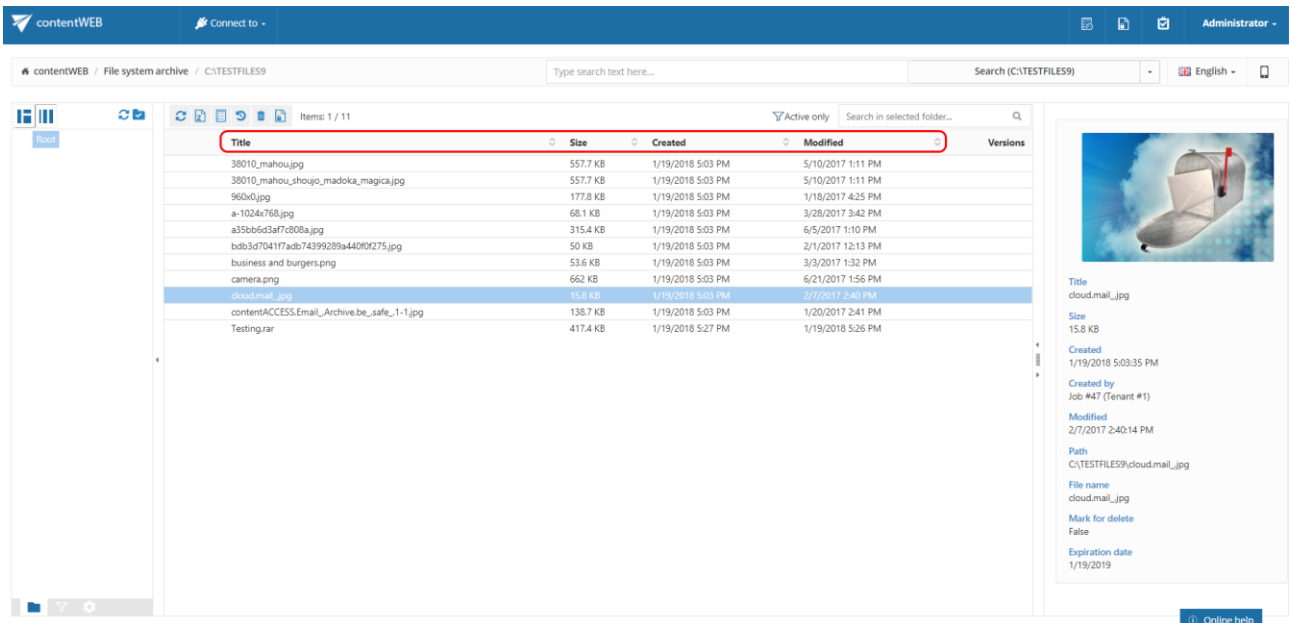 contentWEB Connect to Administrator
contentWEB / File system archive / C:\TESTFILES9 Type search text here... Search (C:\TESTFILES9) English
Items: 1 / 11 Active only Search in selected folder...
Root
Title Size Created Modified Versions
38010_mahou.jpg 557.7 KB 1/19/2018 5:03 PM 5/10/2017 1:11 PM
38010_mahou_shoujo_madoka_magica.jpg 557.7 KB 1/19/2018 5:03 PM 5/10/2017 1:11 PM
960x0.jpg 177.8 KB 1/19/2018 5:03 PM 1/18/2017 4:25 PM
a-1024x768.jpg 68.1 KB 1/19/2018 5:03 PM 3/28/2017 3:42 PM
a35bb6d3af7c808a.jpg 315.4 KB 1/19/2018 5:03 PM 6/5/2017 1:10 PM
bdb3d7041f7adb74399289a440f0f275.jpg 50 KB 1/19/2018 5:03 PM 2/1/2017 12:13 PM
business and burgers.png 53.6 KB 1/19/2018 5:03 PM 3/3/2017 1:32 PM
camera.png 662 KB 1/19/2018 5:03 PM 6/21/2017 1:56 PM
cloud.mail_.jpg 15.8 KB 1/19/2018 5:03 PM 2/7/2017 2:40 PM
contentACCESS.Email_.Archive.be_.safe_.1-1.jpg 138.7 KB 1/19/2018 5:03 PM 1/20/2017 2:41 PM
Testing.rar 417.4 KB 1/19/2018 5:27 PM 1/19/2018 5:26 PM
Title
cloud.mail_.jpg
Size
15.8 KB
Created
1/19/2018 5:03:35 PM
Created by
Job #47 (Tenant #1)
Modified
2/7/2017 2:40:14 PM
Path
C:\TESTFILES9\cloud.mail_.jpg
File name
cloud.mail_.jpg
Mark for delete
False
Expiration date
1/19/2019
Online help